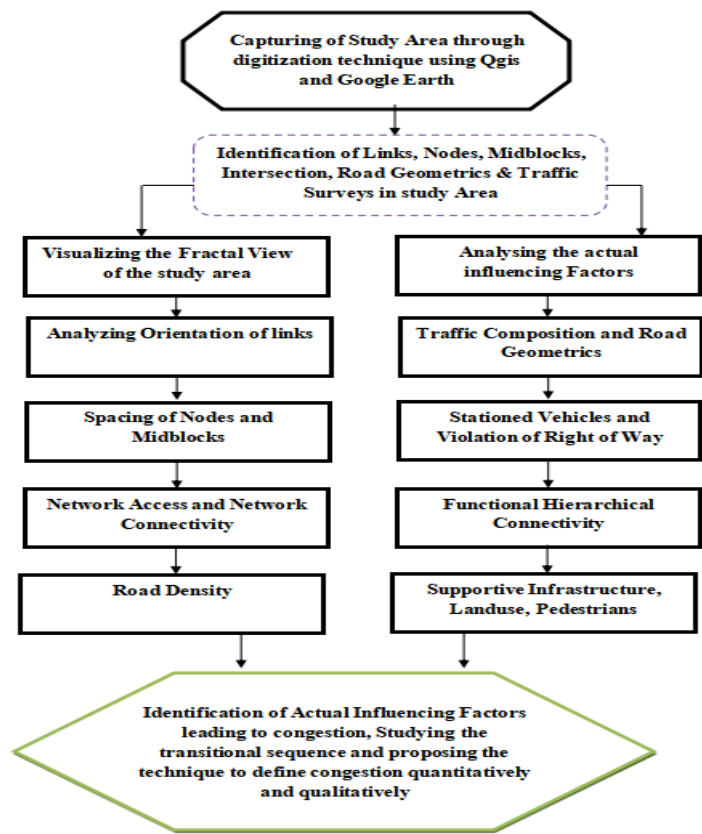 Capturing of Study Area through
digitization technique using Qgis
and Google Earth
Identification of Links, Nodes, Midblocks,
Intersection, Road Geometrics & Traffic
Surveys in study Area
Visualizing the Fractal View
of the study area
Analyzing Orientation of links
Spacing of Nodes and
Midblocks
Network Access and Network
Connectivity
Road Density
Analysing the actual
influencing Factors
Traffic Composition and Road
Geometrics
Stationed Vehicles and
Violation of Right of Way
Functional Hierarchical
Connectivity
Supportive Infrastructure,
Landuse, Pedestrians
Identification of Actual Influencing Factors
leading to congestion, Studying the
transitional sequence and proposing the
technique to define congestion quantitatively
and qualitatively